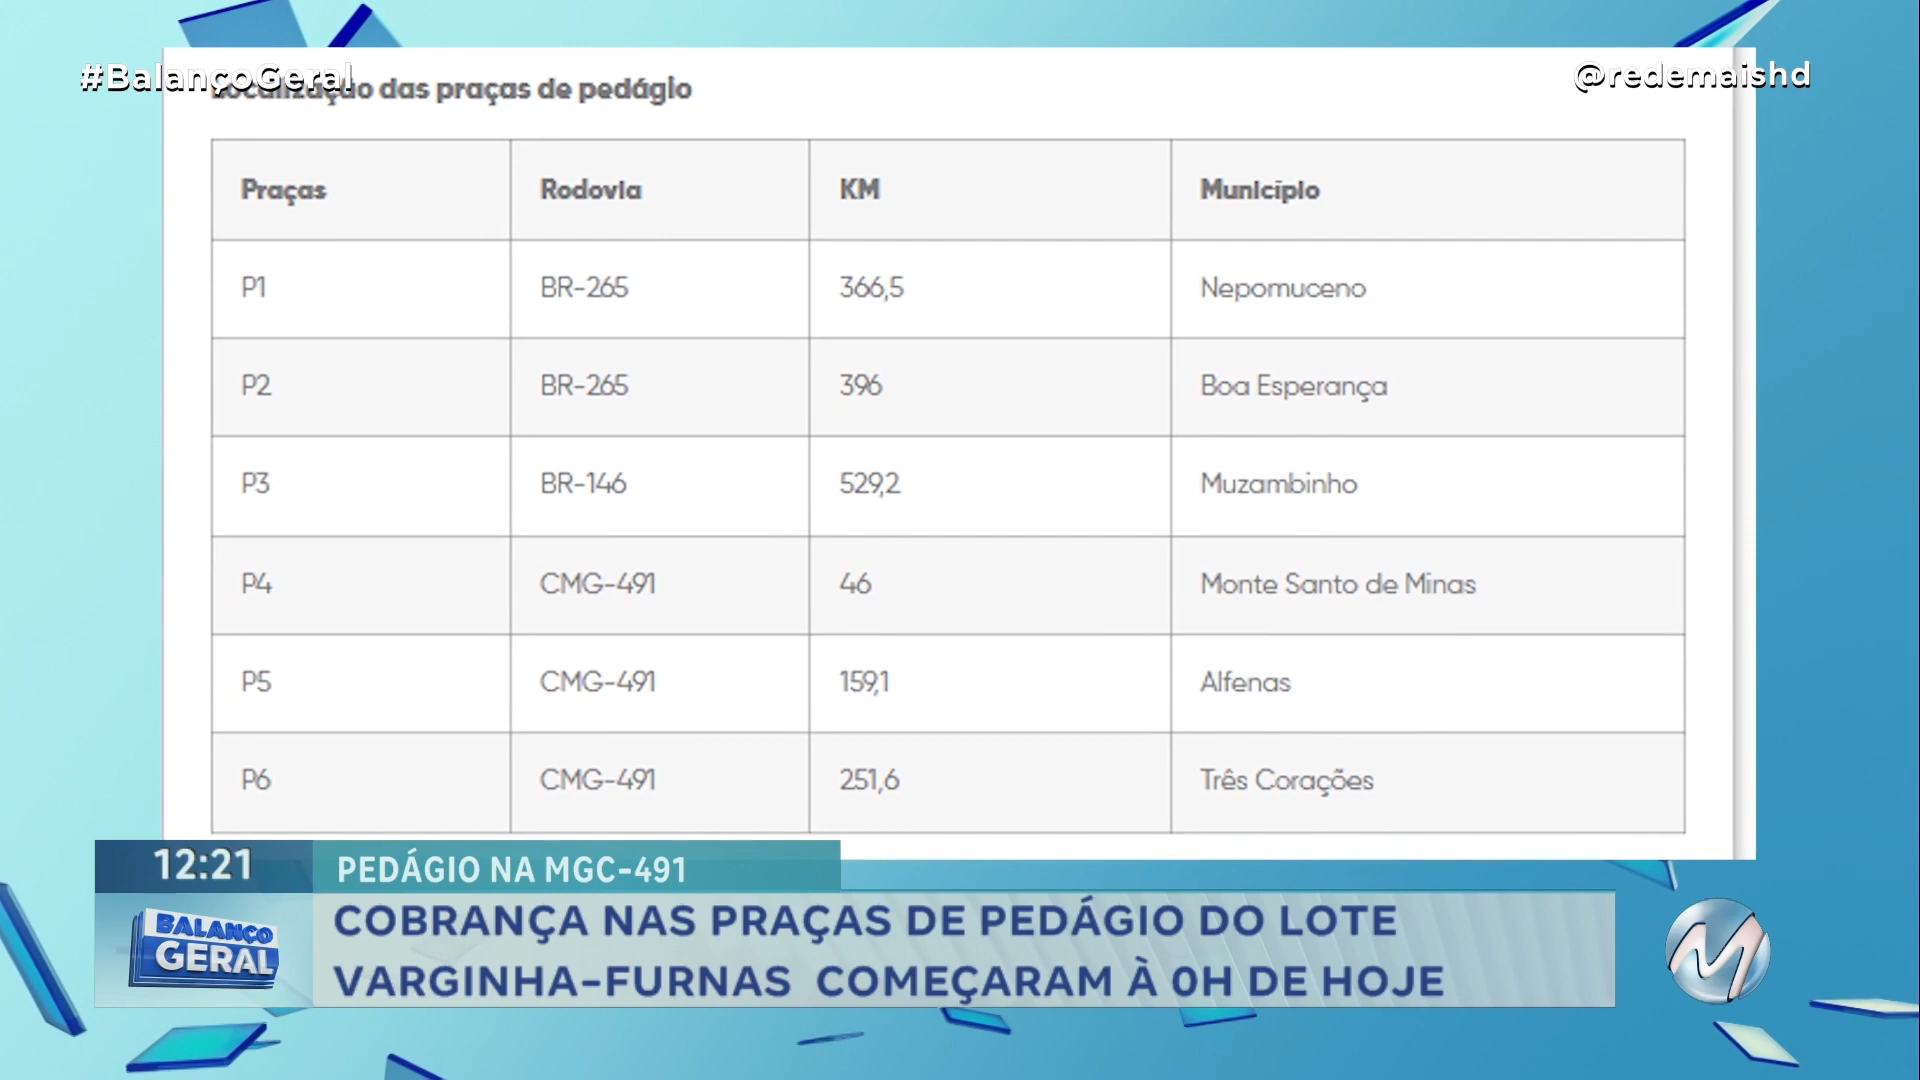 #BalançoGeral
@redemaishd
Localização das praças de pedágio
Praças Rodovia KM Município
P1 BR-265 366,5 Nepomuceno
P2 BR-265 396 Boa Esperança
P3 BR-146 529,2 Muzambinho
P4 CMG-491 46 Monte Santo de Minas
P5 CMG-491 159,1 Alfenas
P6 CMG-491 251,6 Três Corações
12:21 PEDÁGIO NA MGC-491
BALANÇO
GERAL
COBRANÇA NAS PRAÇAS DE PEDÁGIO DO LOTE
VARGINHA-FURNAS COMEÇARAM À 0H DE HOJE
M